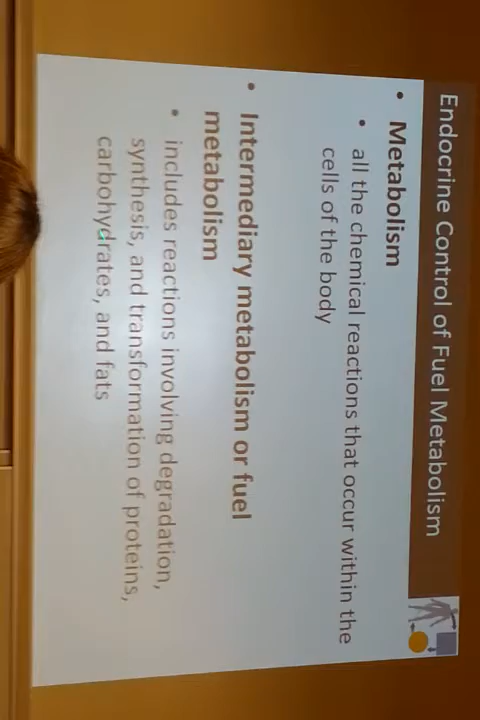 Endocrine Control of Fuel Metabolism
• Metabolism
• all the chemical reactions that occur within the
cells of the body
• Intermediary metabolism or fuel
metabolism
• includes reactions involving degradation,
synthesis, and transformation of proteins,
carbohydrates, and fats